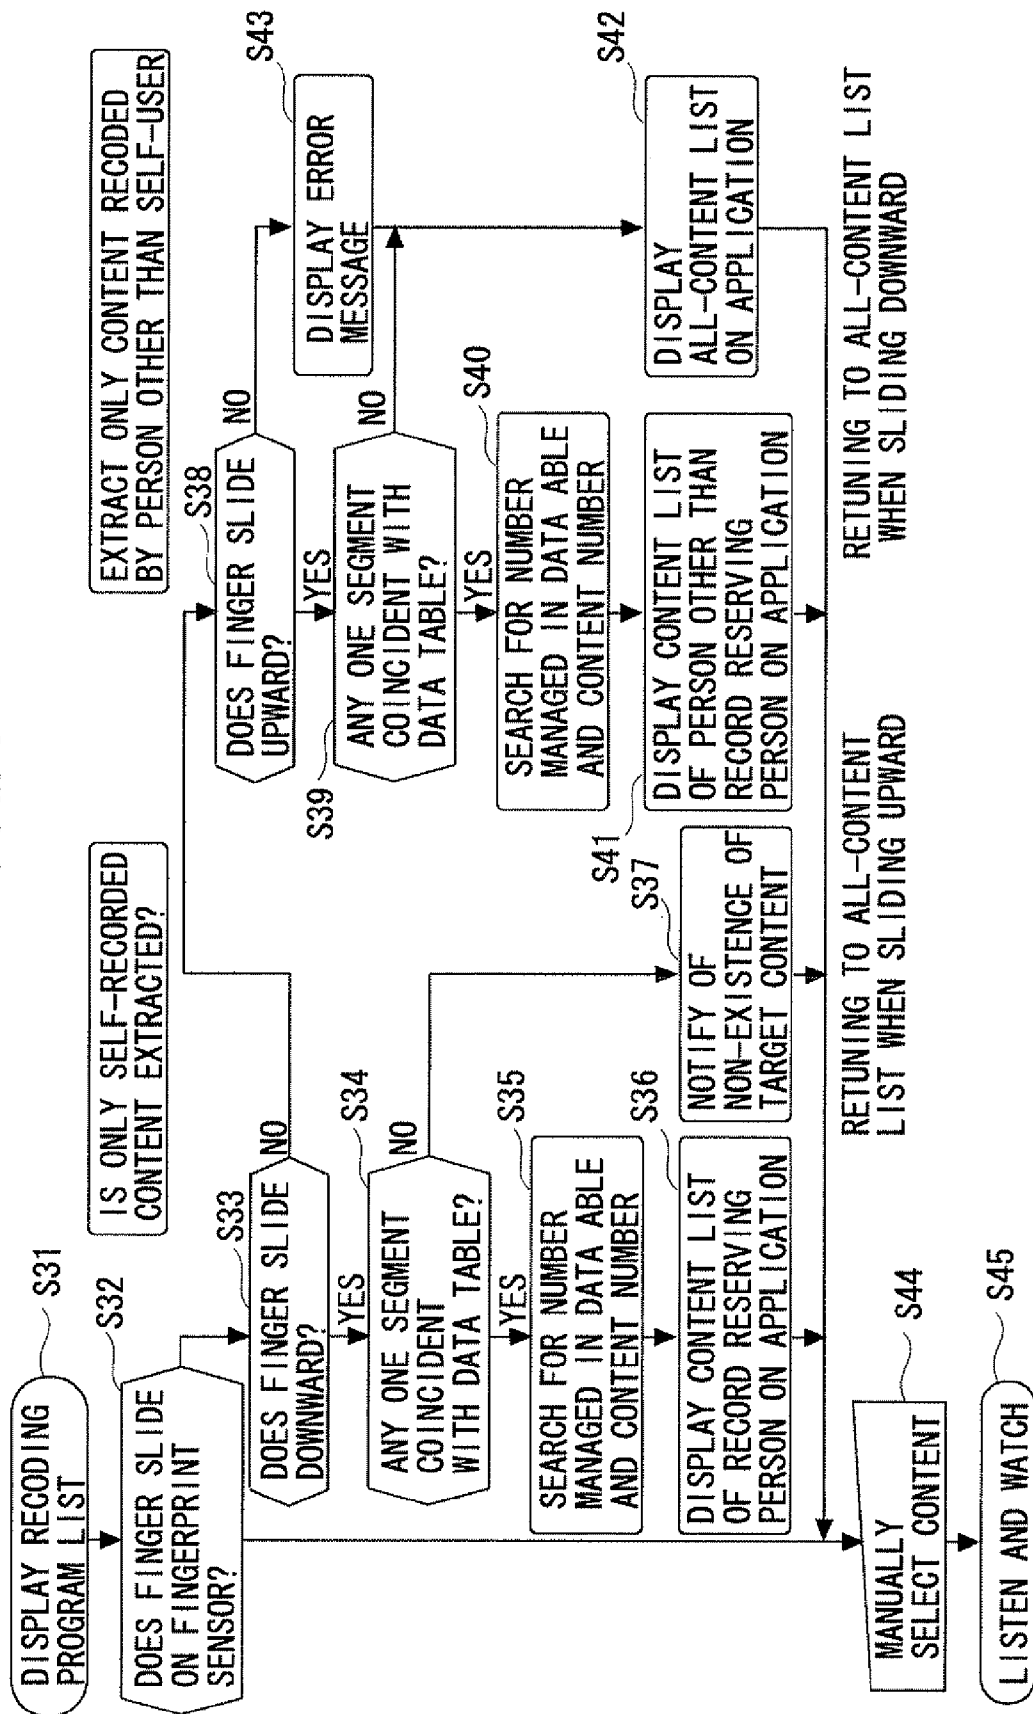 DISPLAY RECODING
PROGRAM LIST
S31
DOES FINGER SLIDE
ON FINGERPRINT
SENSOR?
S32
IS ONLY SELF-RECORDED
CONTENT EXTRACTED?
DOES FINGER SLIDE
DOWNWARD?
S33
NO
YES
ANY ONE SEGMENT
COINCIDENT
WITH DATA TABLE?
S34
NO
YES
SEARCH FOR NUMBER
MANAGED IN DATA ABLE
AND CONTENT NUMBER
S35
DISPLAY CONTENT LIST
OF RECORD RESERVING
PERSON ON APPLICATION
S36
NOTIFY OF
NON-EXISTENCE OF
TARGET CONTENT
S37
EXTRACT ONLY CONTENT RECODED
BY PERSON OTHER THAN SELF-USER
DOES FINGER SLIDE
UPWARD?
S38
NO
YES
ANY ONE SEGMENT
COINCIDENT WITH
DATA TABLE?
S39
NO
YES
SEARCH FOR NUMBER
MANAGED IN DATA ABLE
AND CONTENT NUMBER
S40
DISPLAY CONTENT LIST
OF PERSON OTHER THAN
RECORD RESERVING
PERSON ON APPLICATION
S41
DISPLAY ERROR
MESSAGE
S43
DISPLAY
ALL-CONTENT LIST
ON APPLICATION
S42
RETUNING TO ALL-CONTENT
LIST WHEN SLIDING UPWARD
RETUNING TO ALL-CONTENT LIST
WHEN SLIDING DOWNWARD
MANUALLY
SELECT CONTENT
S44
LISTEN AND WATCH
S45